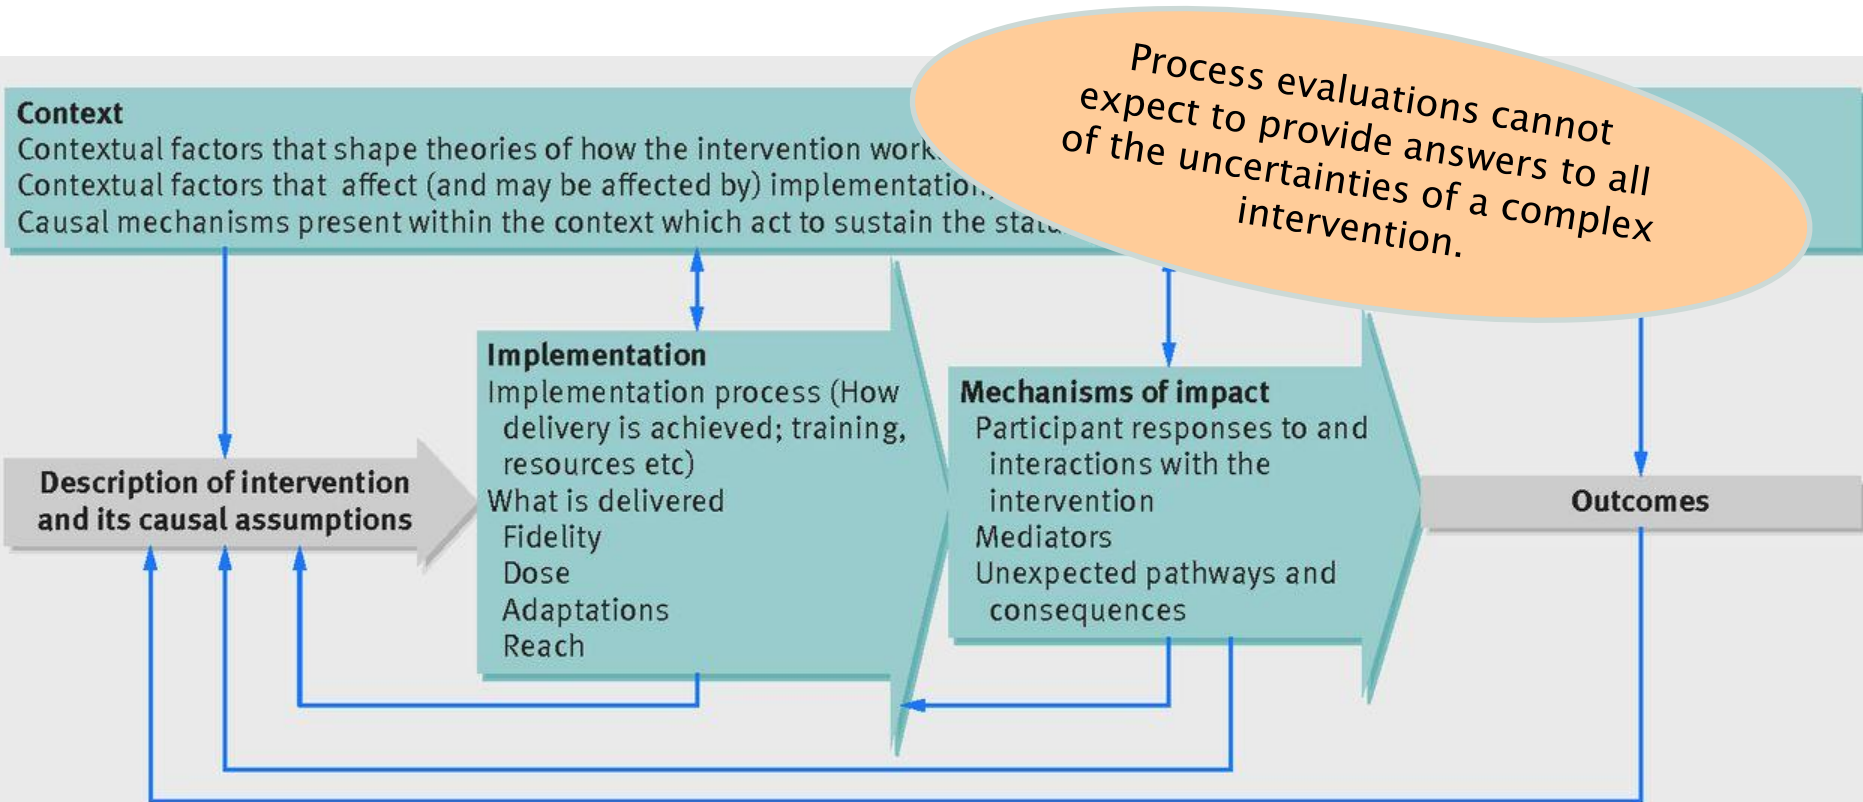 Process evaluations cannot
expect to provide answers to all
of the uncertainties of a complex
intervention.
Context
Contextual factors that shape theories of how the intervention
Contextual factors that affect (and may be affected by) implementation,
Causal mechanisms present within the context which act to sustain the
Implementation
Implementation process (How
delivery is achieved; training,
resources etc)
What is delivered
Fidelity
Dose
Adaptations
Reach
Mechanisms of impact
Participant responses to and
interactions with the
intervention
Mediators
Unexpected pathways and
consequences
Description of intervention
and its causal assumptions
Outcomes